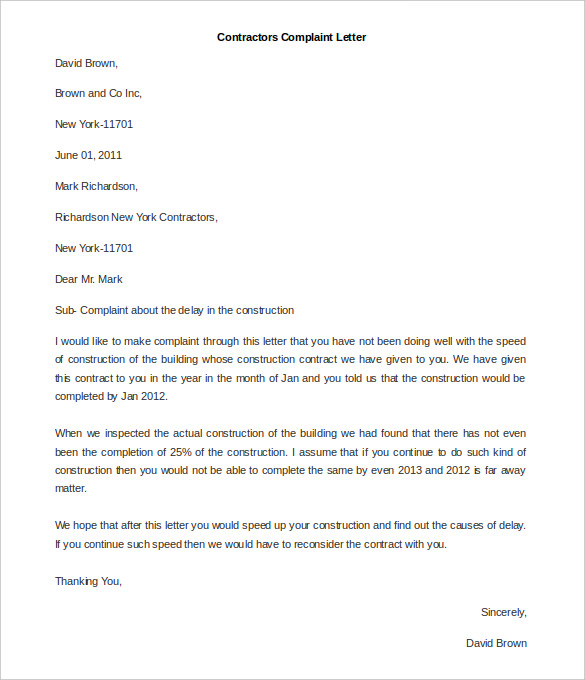 Contractors Complaint Letter
David Brown,
Brown and Co Inc,
New York-11701
June 01, 2011
Mark Richardson,
Richardson New York Contractors,
New York-11701
Dear Mr. Mark
Sub- Complaint about the delay in the construction
I would like to make complaint through this letter that you have not been doing well with the speed
of construction of the building whose construction contract we have given to you. We have given
this contract to you in the year in the month of Jan and you told us that the construction would be
completed by Jan 2012.
When we inspected the actual construction of the building we had found that there has not even
been the completion of 25% of the construction. I assume that if you continue to do such kind of
construction then you would not be able to complete the same by even 2013 and 2012 is far away
matter.
We hope that after this letter you would speed up your construction and find out the causes of delay.
If you continue such speed then we would have to reconsider the contract with you.
Thanking You,
Sincerely,
David Brown